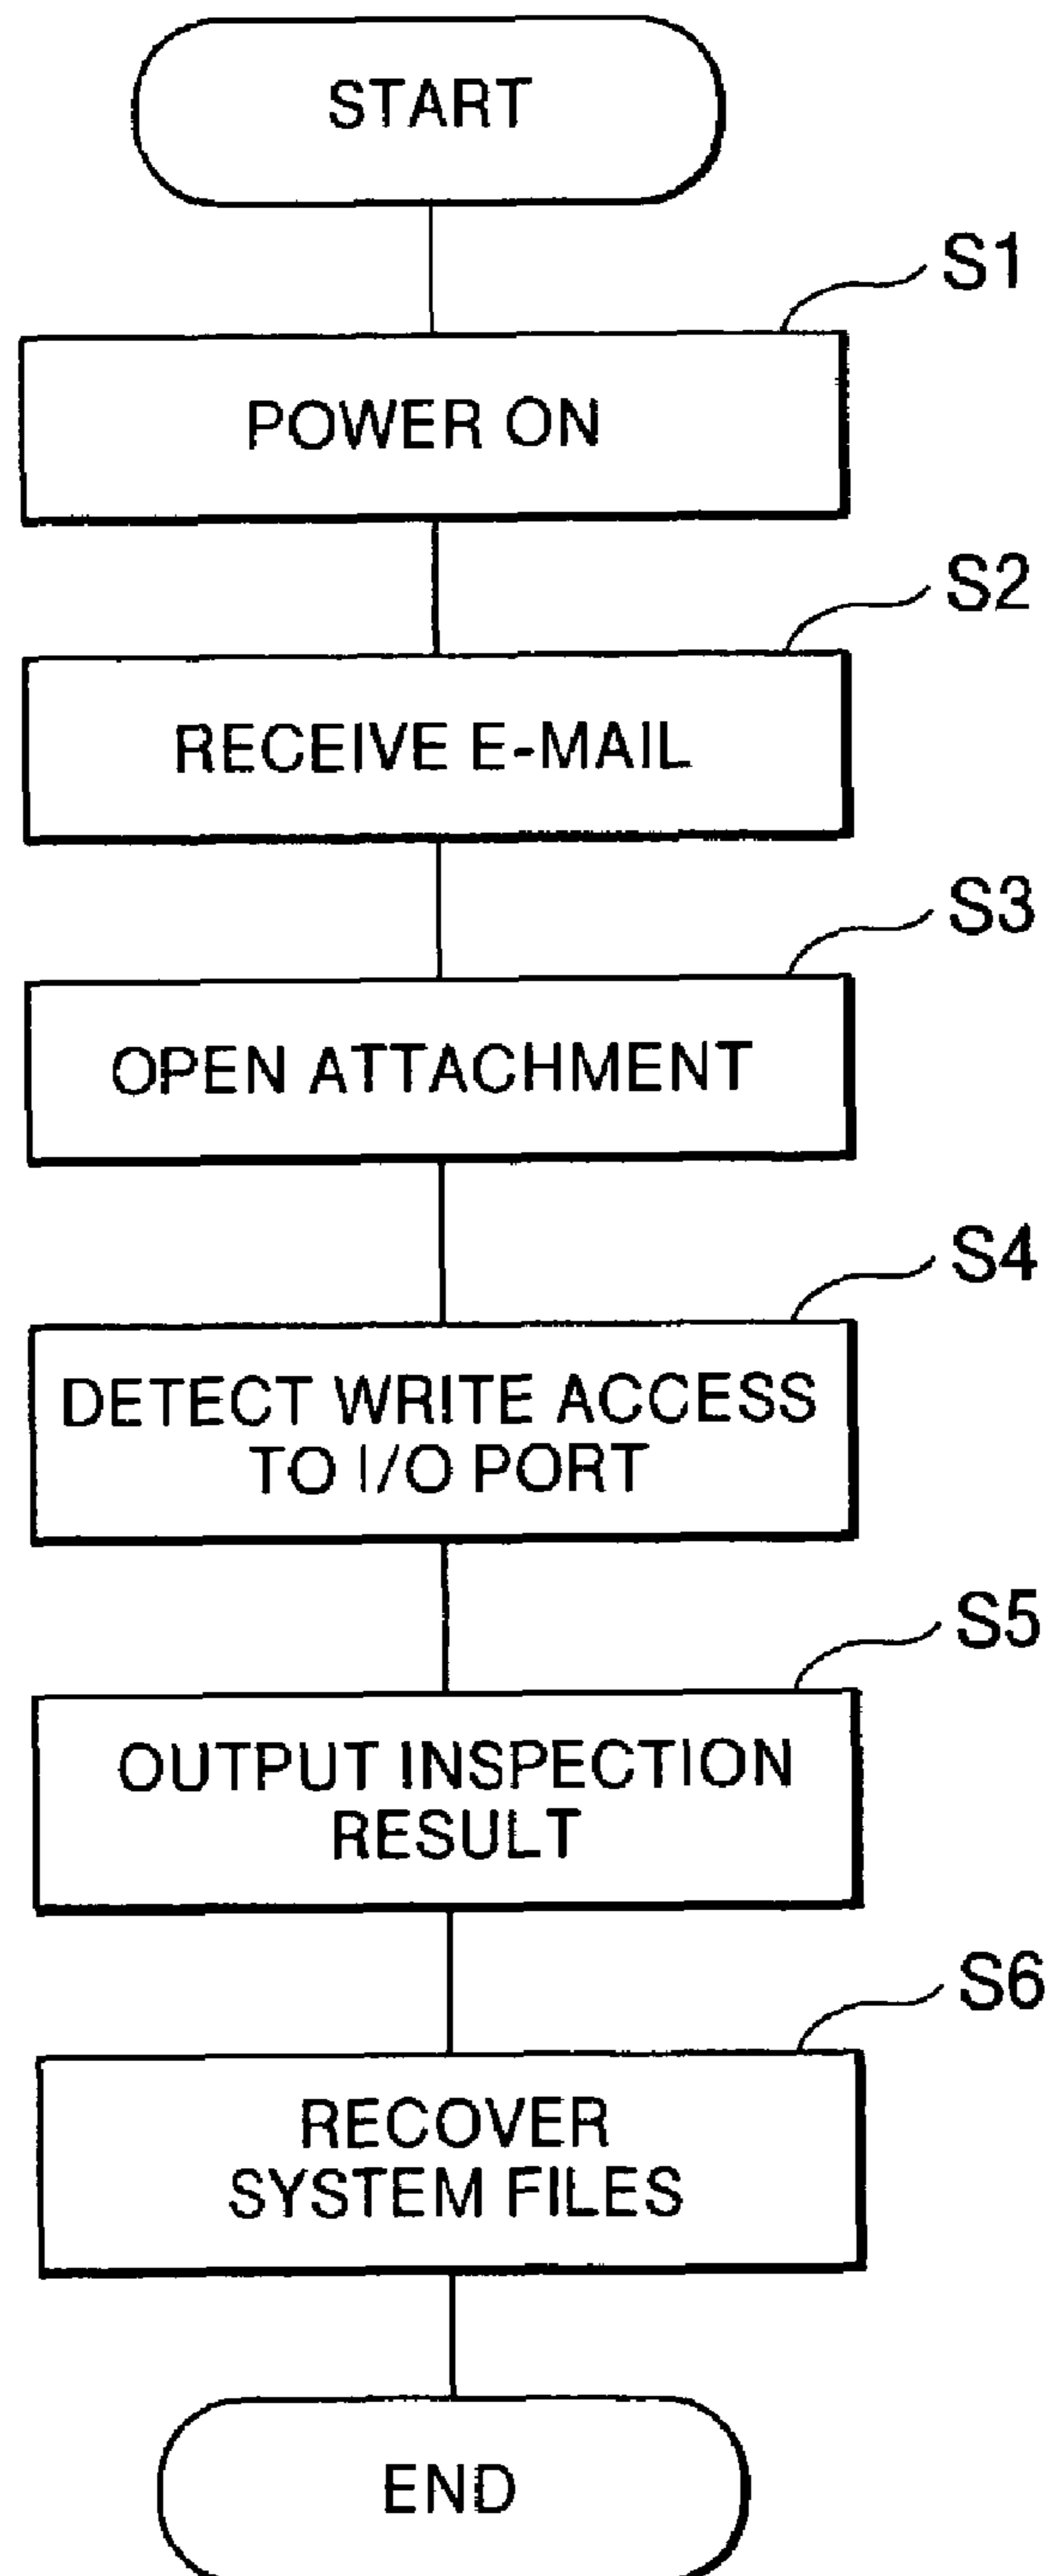 START
S1
POWER ON
S2
RECEIVE E-MAIL
S3
OPEN ATTACHMENT
S4
DETECT WRITE ACCESS
TO I/O PORT
S5
OUTPUT INSPECTION
RESULT
S6
RECOVER
SYSTEM FILES
END